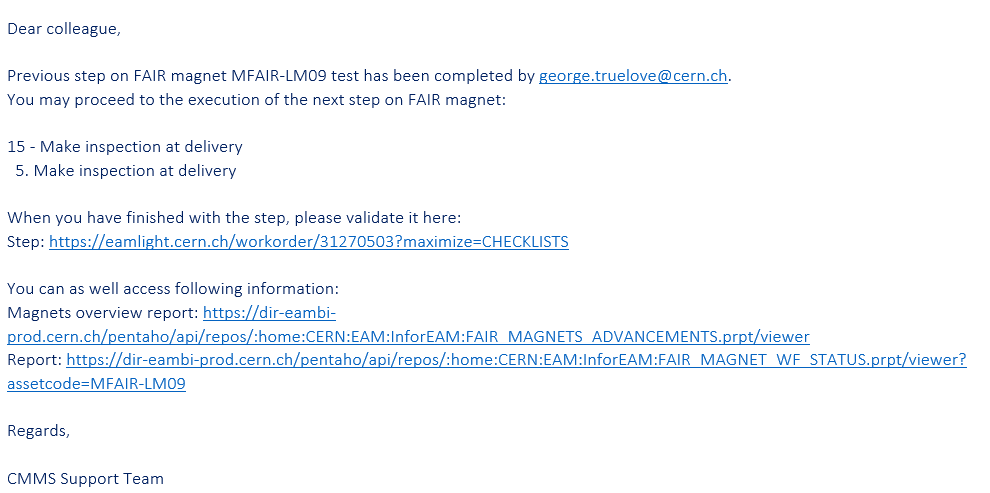 Dear colleague,
Previous step on FAIR magnet MFAIR-LM09 test has been completed by george.truelove@cern.ch.
You may proceed to the execution of the next step on FAIR magnet:
15 - Make inspection at delivery
5. Make inspection at delivery
When you have finished with the step, please validate it here:
Step: https://eamlight.cern.ch/workorder/31270503?maximize=CHECKLISTS
You can as well access following information:
Magnets overview report: https://dir-eambi-
prod.cern.ch/pentaho/api/repos/:home:CERN:EAM:InforEAM:FAIR_MAGNETS_ADVANCEMENTS.prpt/viewer
Report: https://dir-eambi-prod.cern.ch/pentaho/api/repos/:home:CERN:EAM:InforEAM:FAIR_MAGNET_WF_STATUS.prpt/viewer?
assetcode=MFAIR-LM09
Regards,
CMMS Support Team